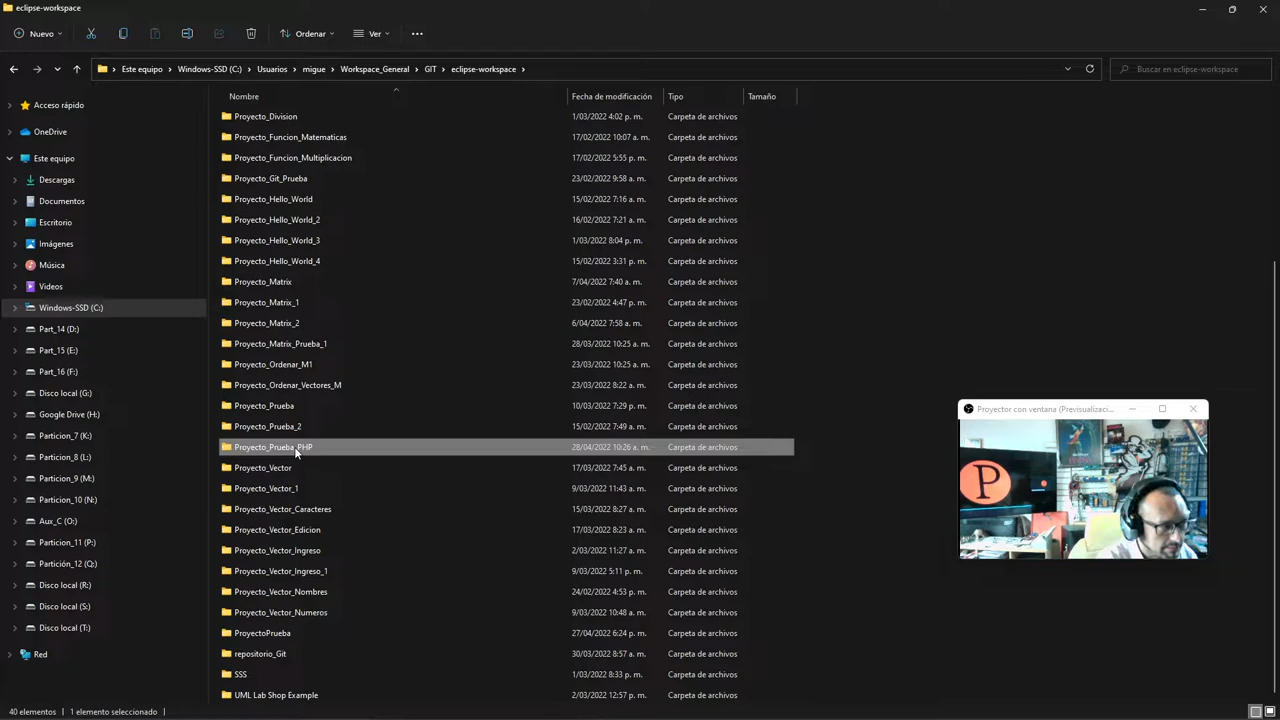 eclipse-workspace
Nuevo
Ordenar
Ver
Este equipo > Windows-SSD (C:) > Usuarios > migue > Workspace_General > GIT > eclipse-workspace >
Buscar en eclipse-workspace
Nombre Fecha de modificación Tipo Tamaño
Acceso rápido
OneDrive
Este equipo
Descargas
Documentos
Escritorio
Imágenes
Música
Videos
Windows-SSD (C:)
Part_14 (D:)
Part_15 (E:)
Part_16 (F:)
Disco local (G:)
Google Drive (H:)
Particion_7 (K:)
Particion_8 (L:)
Particion_9 (M:)
Particion_10 (N:)
Aux_C (O:)
Particion_11 (P:)
Partición_12 (Q:)
Disco local (R:)
Disco local (S:)
Disco local (T:)
Red
Proyecto_Division 1/03/2022 4:02 p. m. Carpeta de archivos
Proyecto_Funcion_Matematicas 17/02/2022 10:07 a. m. Carpeta de archivos
Proyecto_Funcion_Multiplicacion 17/02/2022 5:55 p. m. Carpeta de archivos
Proyecto_Git_Prueba 23/02/2022 9:58 a. m. Carpeta de archivos
Proyecto_Hello_World 15/02/2022 7:16 a. m. Carpeta de archivos
Proyecto_Hello_World_2 16/02/2022 7:21 a. m. Carpeta de archivos
Proyecto_Hello_World_3 1/03/2022 8:04 p. m. Carpeta de archivos
Proyecto_Hello_World_4 15/02/2022 3:31 p. m. Carpeta de archivos
Proyecto_Matrix 7/04/2022 7:40 a. m. Carpeta de archivos
Proyecto_Matrix_1 23/02/2022 4:47 p. m. Carpeta de archivos
Proyecto_Matrix_2 6/04/2022 7:58 a. m. Carpeta de archivos
Proyecto_Matrix_Prueba_1 28/03/2022 10:25 a. m. Carpeta de archivos
Proyecto_Ordenar_M1 23/03/2022 10:25 a. m. Carpeta de archivos
Proyecto_Ordenar_Vectores_M 23/03/2022 8:22 a. m. Carpeta de archivos
Proyecto_Prueba 10/03/2022 7:29 p. m. Carpeta de archivos
Proyecto_Prueba_2 15/02/2022 7:49 a. m. Carpeta de archivos
Proyecto_Prueba_PHP 28/04/2022 10:26 a. m. Carpeta de archivos
Proyecto_Vector 17/03/2022 7:45 a. m. Carpeta de archivos
Proyecto_Vector_1 9/03/2022 11:43 a. m. Carpeta de archivos
Proyecto_Vector_Caracteres 15/03/2022 8:27 a. m. Carpeta de archivos
Proyecto_Vector_Edicion 17/03/2022 8:23 a. m. Carpeta de archivos
Proyecto_Vector_Ingreso 2/03/2022 11:27 a. m. Carpeta de archivos
Proyecto_Vector_Ingreso_1 9/03/2022 5:11 p. m. Carpeta de archivos
Proyecto_Vector_Nombres 24/02/2022 4:53 p. m. Carpeta de archivos
Proyecto_Vector_Numeros 9/03/2022 10:48 a. m. Carpeta de archivos
ProyectoPrueba 27/04/2022 6:24 p. m. Carpeta de archivos
repositorio_Git 30/03/2022 8:57 a. m. Carpeta de archivos
SSS 1/03/2022 8:33 p. m. Carpeta de archivos
UML Lab Shop Example 2/03/2022 12:57 p. m. Carpeta de archivos
Proyector con ventana (Previsualizaci...
P
40 elementos | 1 elemento seleccionado |